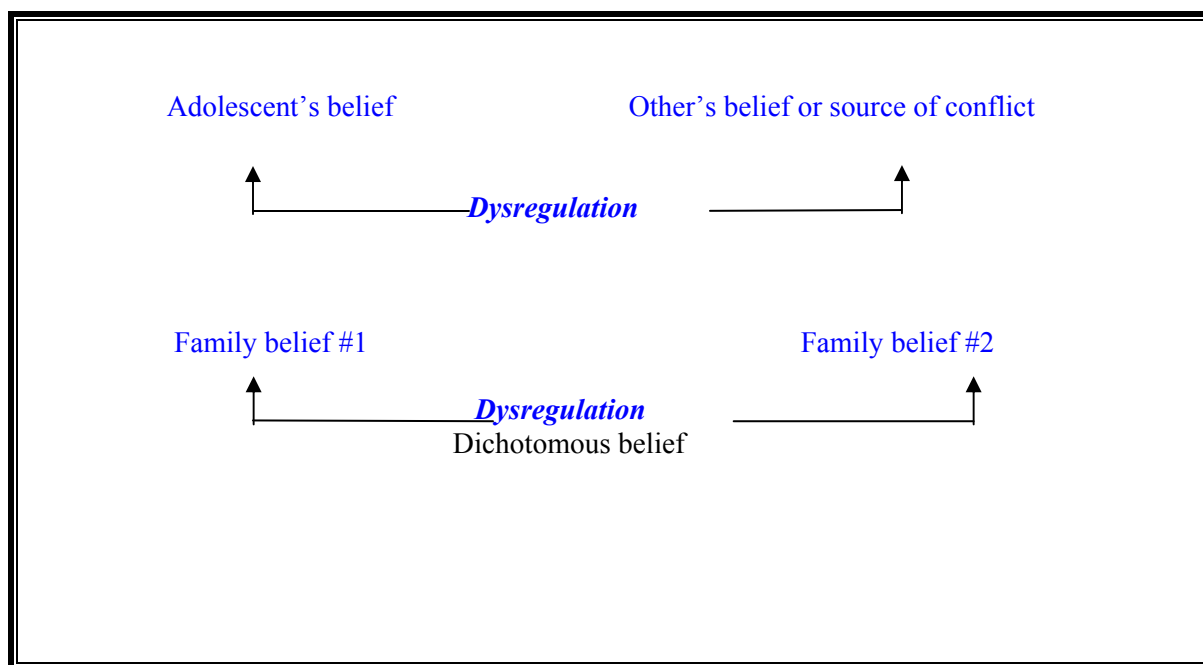 Adolescent’s belief Other’s belief or source of conflict
Dysregulation
Family belief #1 Family belief #2
Dysregulation
Dichotomous belief